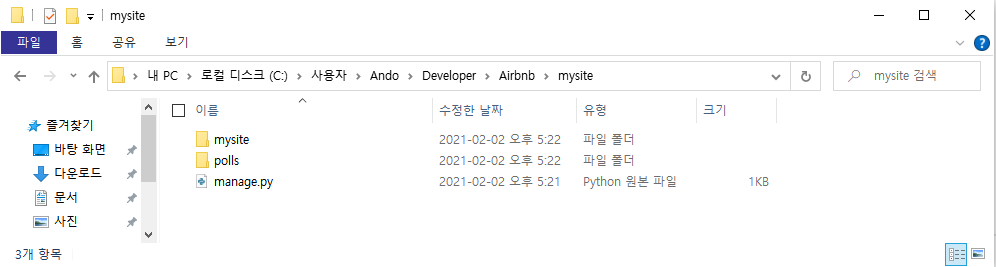 mysite
파일 홈 공유 보기
내 PC 로컬 디스크 (C:) 사용자 Ando Developer Airbnb mysite mysite 검색
이름 수정한 날짜 유형 크기
즐겨찾기
mysite 2021-02-02 오후 5:22 파일 폴더
바탕 화면
polls 2021-02-02 오후 5:22 파일 폴더
다운로드
manage.py 2021-02-02 오후 5:21 Python 원본 파일 1KB
문서
사진
3개 항목